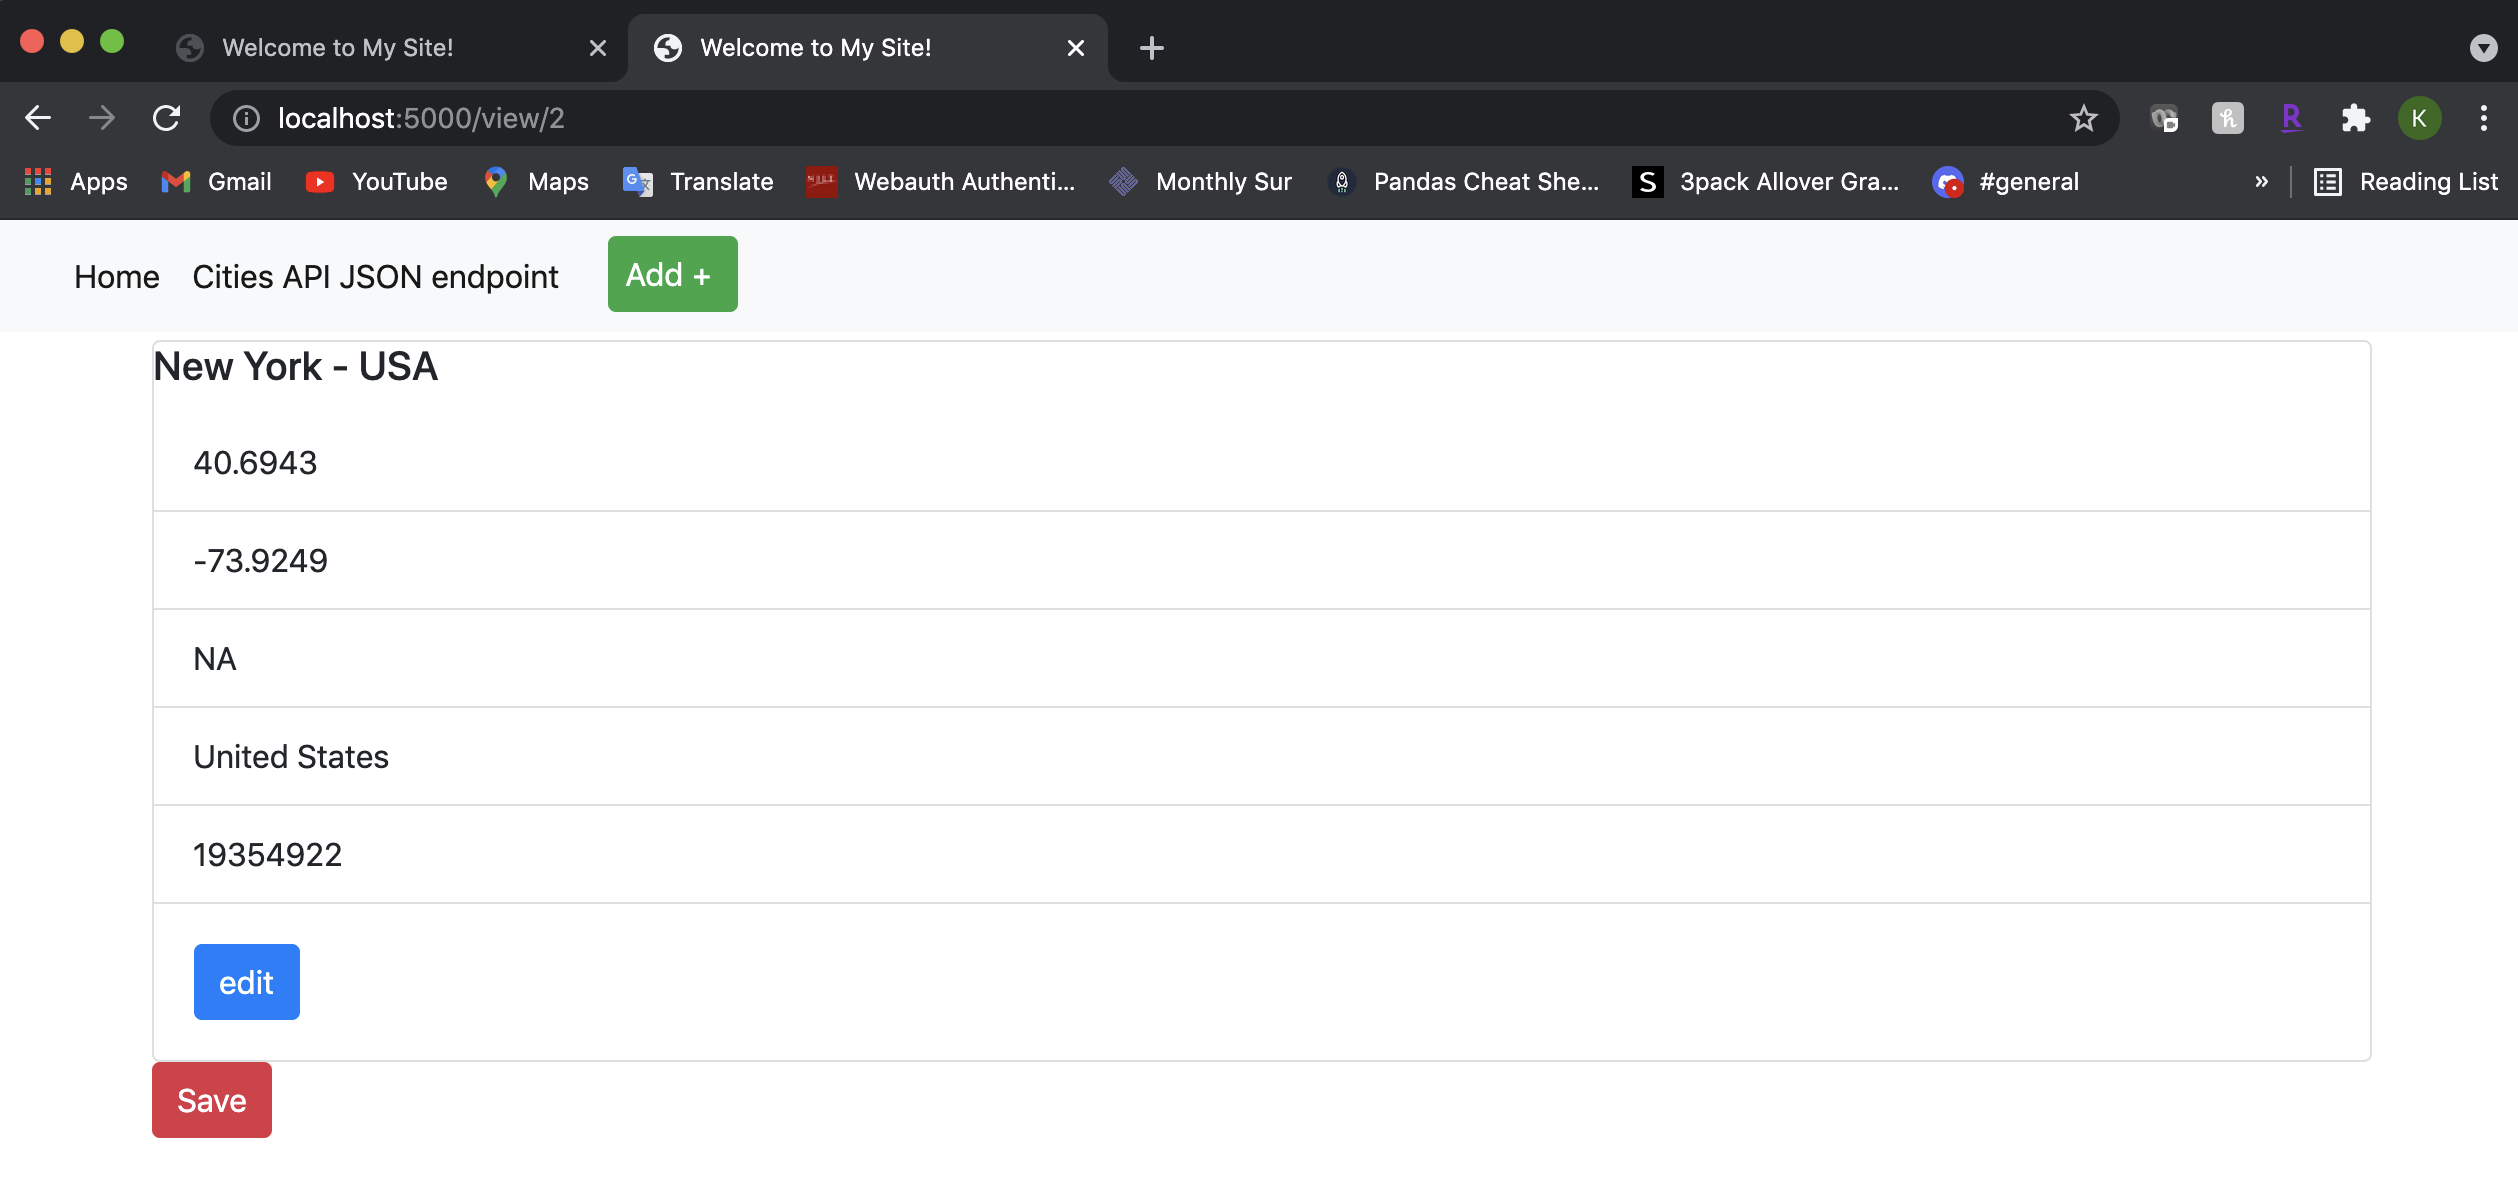 Welcome to My Site!
Welcome to My Site!
localhost:5000/view/2
K
Apps
Gmail
YouTube
Maps
Translate
Webauth Authenti...
Monthly Sur
Pandas Cheat She...
3pack Allover Gra...
#general
»
Reading List
Home
Cities API JSON endpoint
Add +
New York - USA
40.6943
-73.9249
NA
United States
19354922
edit
Save